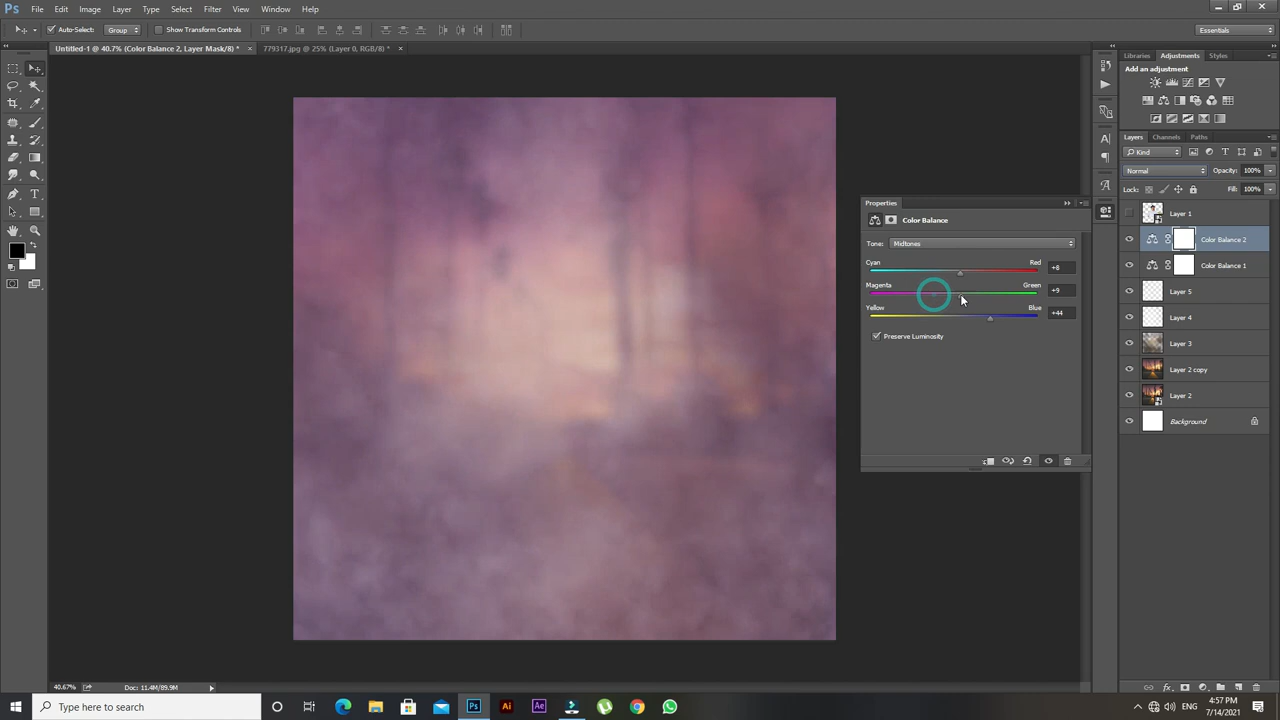 Ps File Edit Image Layer Type Select Filter View Window Help
Auto-Select: Group Show Transform Controls Essentials
Untitled-1 @ 40.7% (Color Balance 2, Layer Mask/8) * × 779317.jpg @ 25% (Layer 0, RGB/8) * ×
Libraries Adjustments Styles
Add an adjustment
Layers Channels Paths
Kind
Normal Opacity: 100%
Lock: Fill: 100%
Layer 1
Color Balance 2
Color Balance 1
Layer 5
Layer 4
Layer 3
Layer 2 copy
Layer 2
Background
Properties
Color Balance
Tone: Midtones
Cyan Red +8
Magenta Green +9
Yellow Blue +44
Preserve Luminosity
40.67% Doc: 11.4M/89.9M
Type here to search
Ps Ai Ae
ENG
4:57 PM
7/14/2021